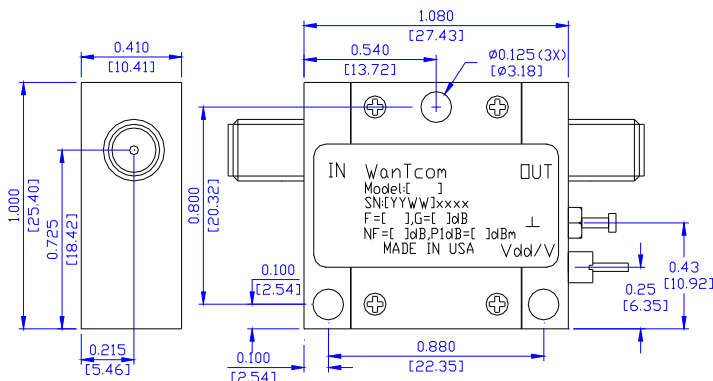 1.080
[27.43]
0.410
[10.41]
0.540
[13.72]
Ø0.125(3X)
[Ø3.18]
1.000
[25.40]
0.725
[18.42]
0.800
[20.32]
IN WanTcom OUT
Model:[ ]
SN:[YYWW]xxxx
F=[ ],G=[ ]dB
NF=[ ]dB,P1dB=[ ]dBm
MADE IN USA
⊥
Vdd/V
0.100
[2.54]
0.43
[10.92]
0.25
[6.35]
0.215
[5.46]
0.100
[2.54]
0.880
[22.35]